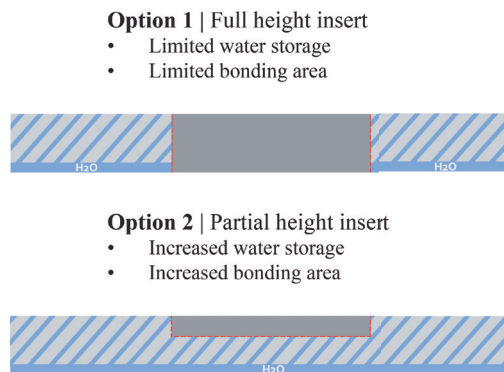 Option 1 | Full height insert
• Limited water storage
• Limited bonding area
H2O H2O
Option 2 | Partial height insert
• Increased water storage
• Increased bonding area
H2O